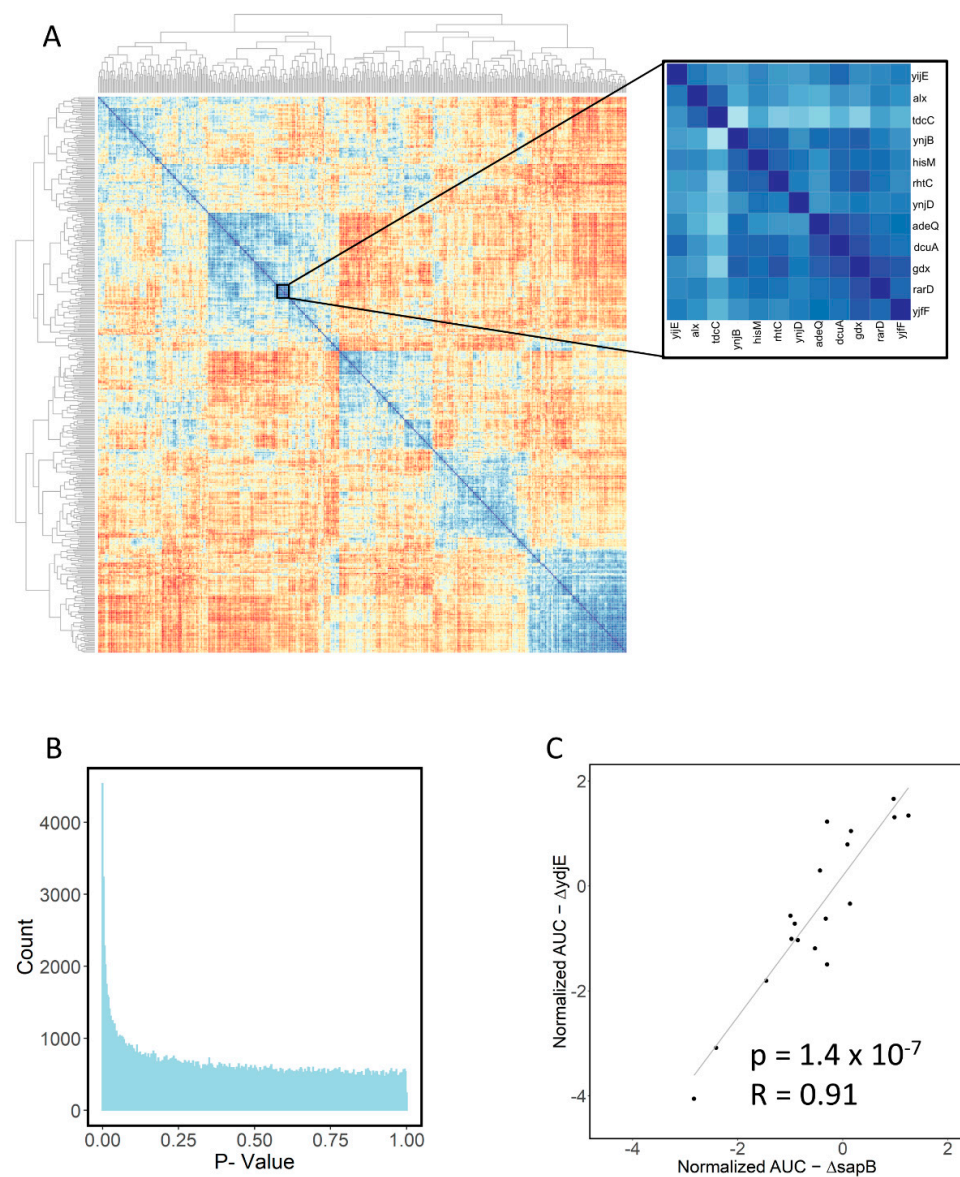 A
yijE
alx
tdcC
ynjB
hisM
rhtC
ynjD
adeQ
dcuA
gdx
rarD
yjfF
yijE
alx
tdcC
ynjB
hisM
rhtC
ynjD
adeQ
dcuA
gdx
rarD
yjfF
B
4000
3000
2000
1000
0
Count
0.00
0.25
0.50
0.75
1.00
P- Value
C
2
0
-2
-4
Normalized AUC − ΔydjE
p = 1.4 x 10⁻⁷
R = 0.91
-4
-2
0
2
Normalized AUC − ΔsapB